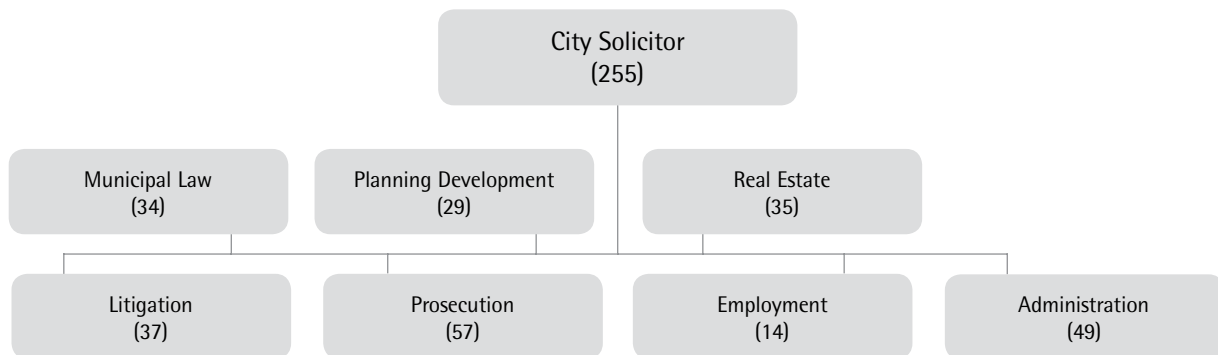 City Solicitor
(255)
Municipal Law
(34)
Planning Development
(29)
Real Estate
(35)
Litigation
(37)
Prosecution
(57)
Employment
(14)
Administration
(49)